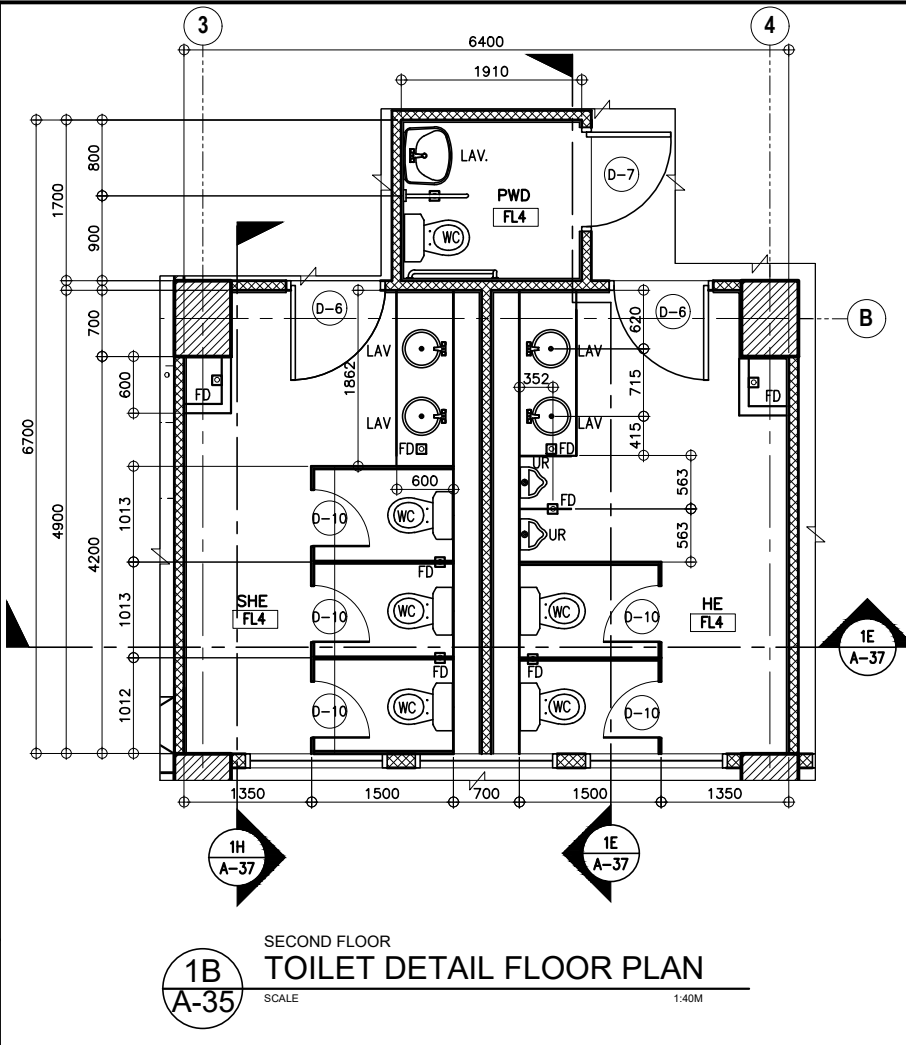 3
4
6400
1910
LAV.
D-7
PWD
FL4
WC
800
1700
900
700
D-6
D-6
B
620
LAV
LAV
1862
715
352
600
FD
FD
LAV
LAV
415
FD
FD
UR
6700
4900
4200
600
563
FD
1013
D-10
WC
UR
563
FD
SHE
FL4
1013
D-10
WC
WC
D-10
HE
FL4
1E
A-37
FD
FD
1012
D-10
WC
WC
D-10
1350
1500
700
1500
1350
1H
A-37
1E
A-37
SECOND FLOOR
1B
TOILET DETAIL FLOOR PLAN
A-35
SCALE
1:40M